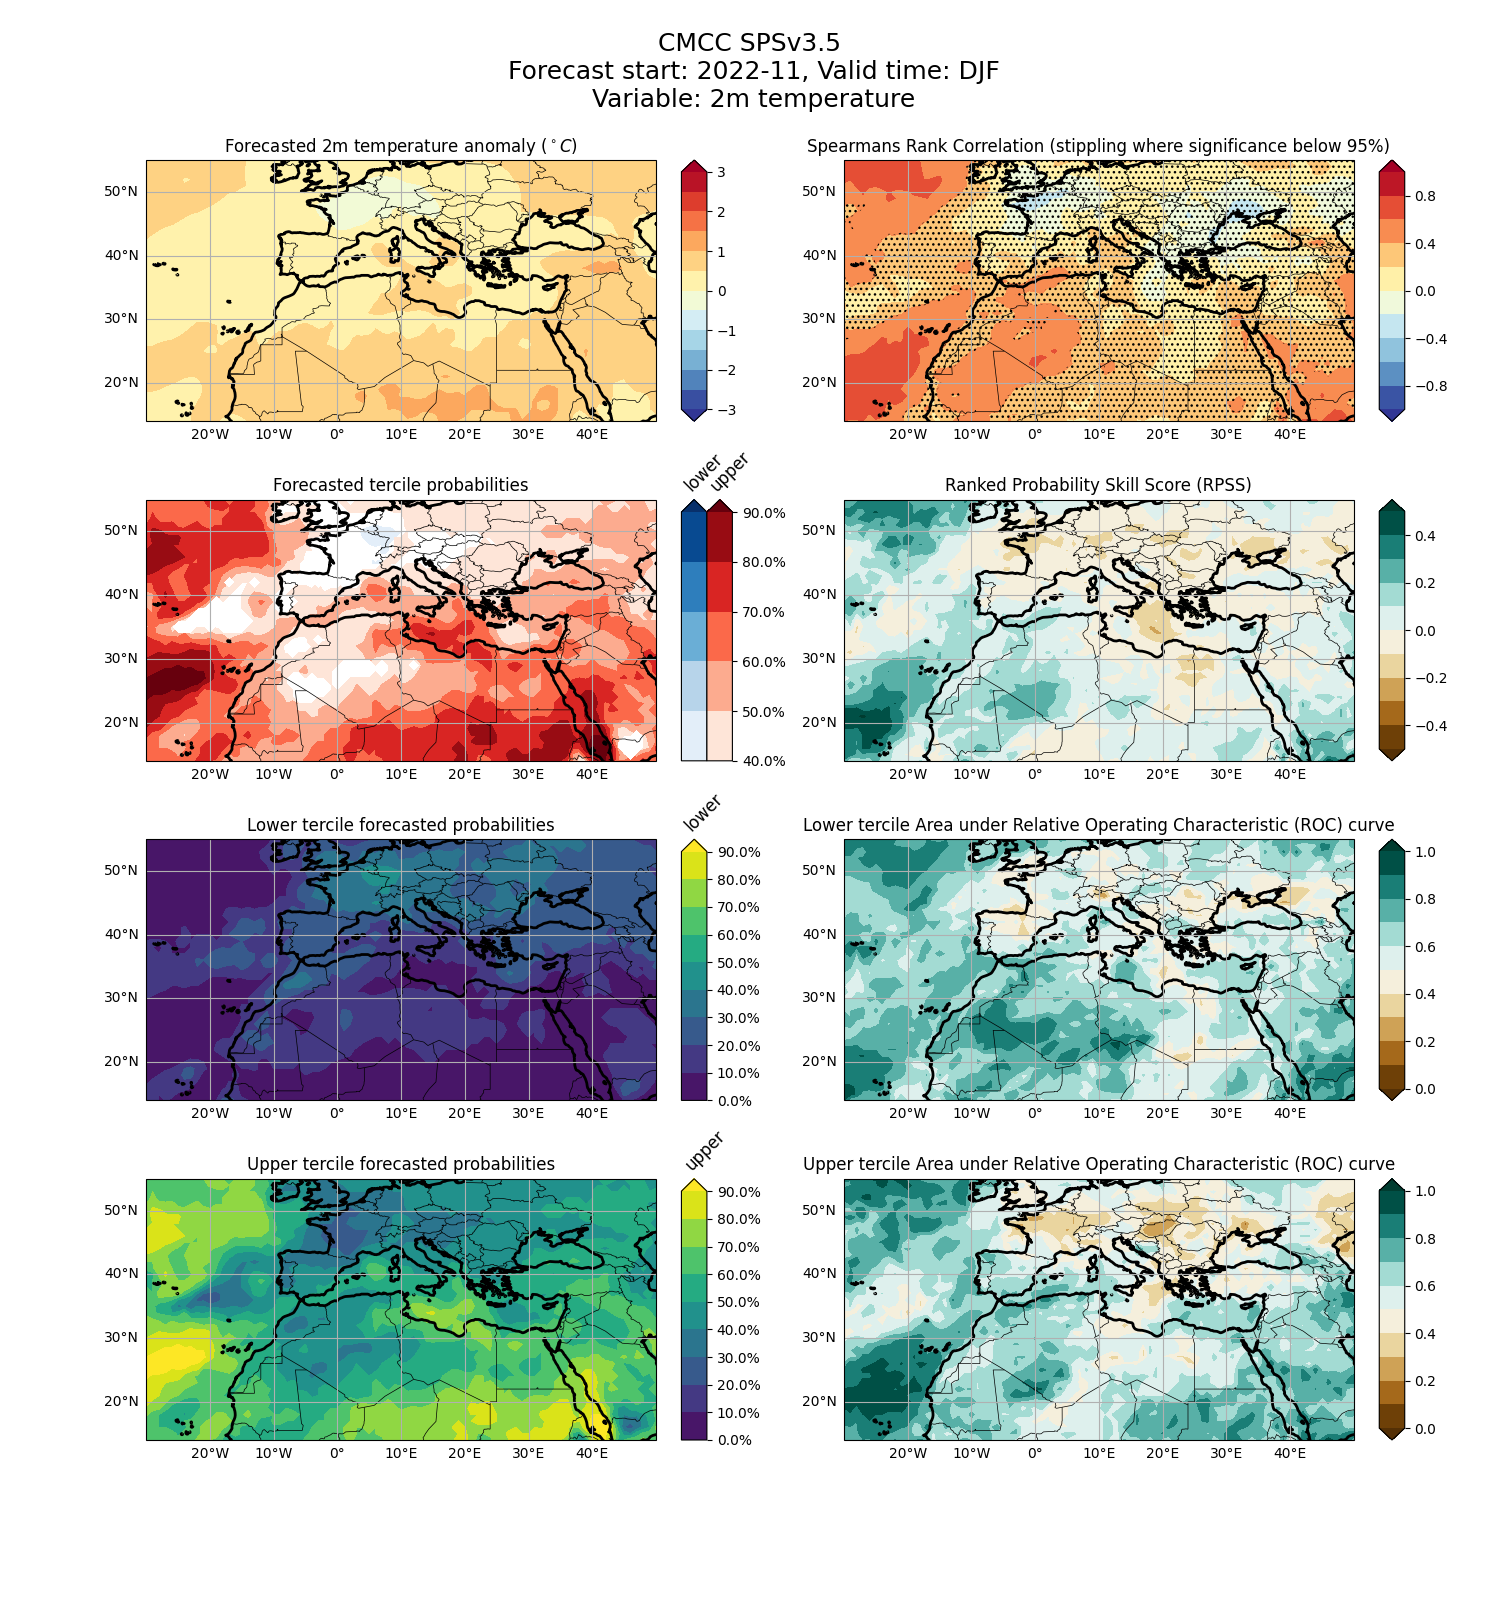 CMCC SPSv3.5
Forecast start: 2022-11, Valid time: DJF
Variable: 2m temperature
Forecasted 2m temperature anomaly (°C)
50°N
40°N
30°N
20°N
20°W 10°W 0° 10°E 20°E 30°E 40°E
3
2
1
0
−1
−2
−3
Spearmans Rank Correlation (stippling where significance below 95%)
50°N
40°N
30°N
20°N
20°W 10°W 0° 10°E 20°E 30°E 40°E
0.8
0.4
0.0
−0.4
−0.8
Forecasted tercile probabilities
50°N
40°N
30°N
20°N
20°W 10°W 0° 10°E 20°E 30°E 40°E
lower
upper
90.0%
80.0%
70.0%
60.0%
50.0%
40.0%
Ranked Probability Skill Score (RPSS)
50°N
40°N
30°N
20°N
20°W 10°W 0° 10°E 20°E 30°E 40°E
0.4
0.2
0.0
−0.2
−0.4
Lower tercile forecasted probabilities
50°N
40°N
30°N
20°N
20°W 10°W 0° 10°E 20°E 30°E 40°E
lower
90.0%
80.0%
70.0%
60.0%
50.0%
40.0%
30.0%
20.0%
10.0%
0.0%
Lower tercile Area under Relative Operating Characteristic (ROC) curve
50°N
40°N
30°N
20°N
20°W 10°W 0° 10°E 20°E 30°E 40°E
1.0
0.8
0.6
0.4
0.2
0.0
Upper tercile forecasted probabilities
50°N
40°N
30°N
20°N
20°W 10°W 0° 10°E 20°E 30°E 40°E
upper
90.0%
80.0%
70.0%
60.0%
50.0%
40.0%
30.0%
20.0%
10.0%
0.0%
Upper tercile Area under Relative Operating Characteristic (ROC) curve
50°N
40°N
30°N
20°N
20°W 10°W 0° 10°E 20°E 30°E 40°E
1.0
0.8
0.6
0.4
0.2
0.0